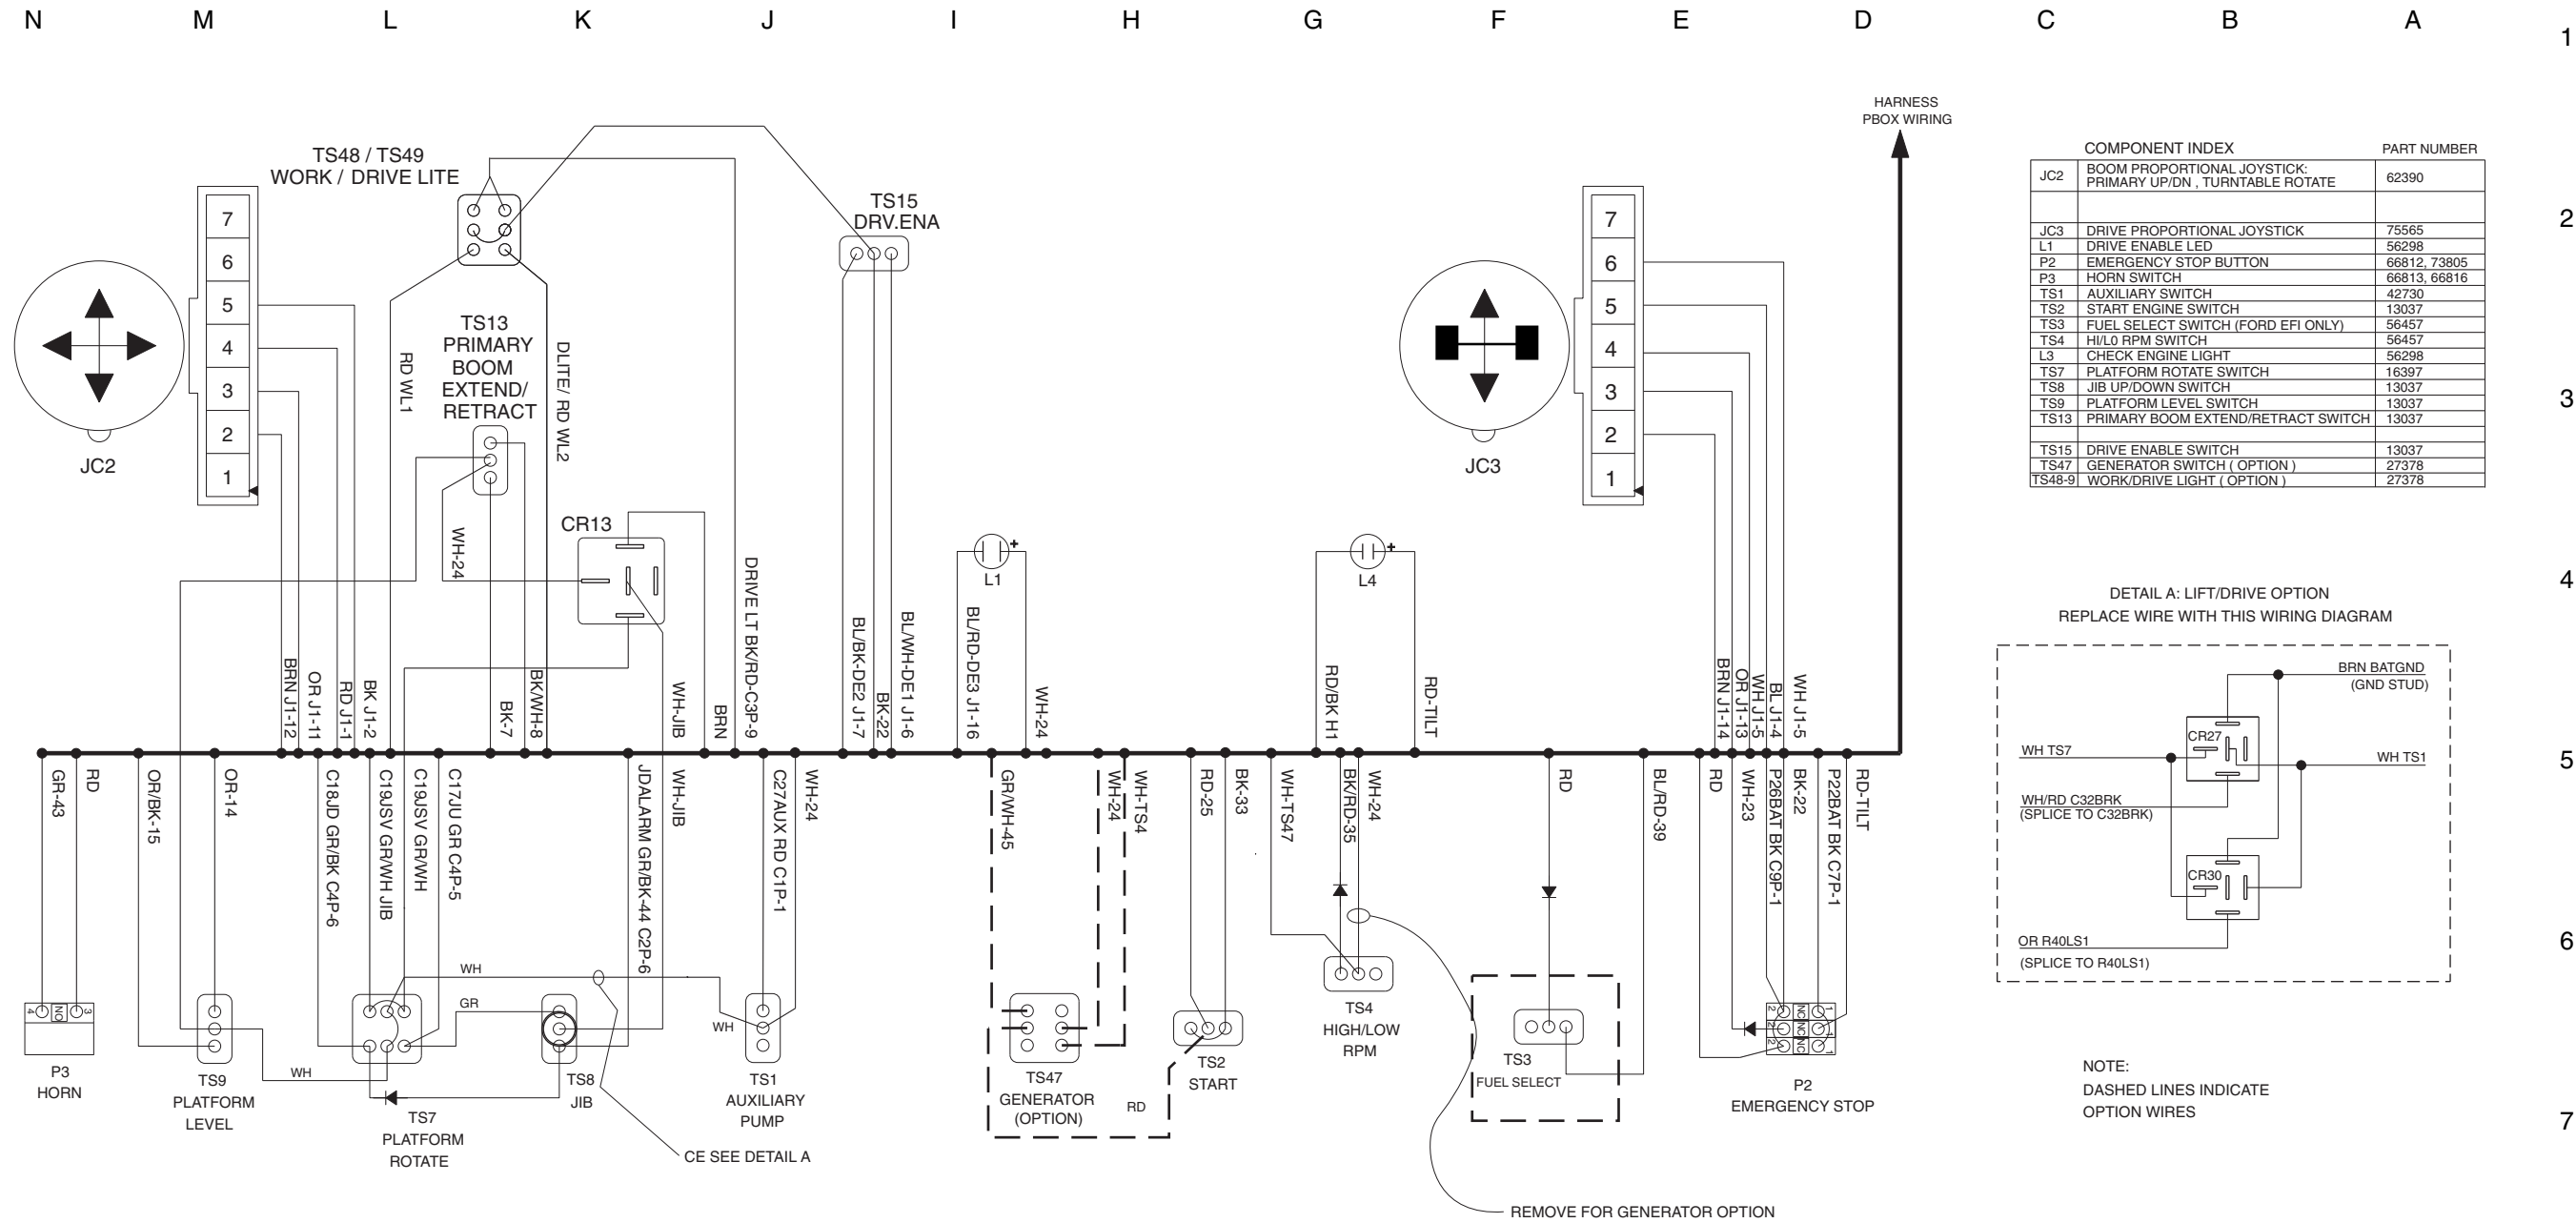 N M L K J I H G F E D C B A
1
2
3
4
5
6
7
HARNESS
PBOX WIRING
TS48 / TS49
WORK / DRIVE LITE
TS15
DRV.ENA
7
6
5
4
3
2
1
JC2
TS13
PRIMARY
BOOM
EXTEND/
RETRACT
RD WL1
DLITE/ RD WL2
WH-24
CR13
DRIVE LT BK/RD-C3P-9
7
6
5
4
3
2
1
JC3
L1
+
L4
+
BRN J1-12
OR J1-11
RD J1-1
BK J1-2
BK-7
BK/WH-8
WH-JIB
BRN
BL/BK-DE2 J1-7
BK-22
BL/WH-DE1 J1-6
BL/RD-DE3 J1-16
WH-24
RD/BK H1
RD-TILT
BRN J1-14
OR J1-13
WH J1-5
BL J1-4
WH J1-5
GR-43
RD
OR/BK-15
OR-14
C18JD GR/BK C4P-6
C19JSV GR/WH JIB
C19JSV GR/WH
C17JU GR C4P-5
JDALARM GR/BK-44 C2P-6
WH-JIB
C27AUX RD C1P-1
WH-24
GR/WH-45
WH-24
WH-TS4
RD-25
BK-33
WH-TS47
BK/RD-35
WH-24
RD
BL/RD-39
RD
WH-23
P26BAT BK C9P-1
BK-22
P22BAT BK C7P-1
RD-TILT
WH
GR
WH
WH
RD
4 NO 3
P3
HORN
TS9
PLATFORM
LEVEL
TS7
PLATFORM
ROTATE
TS8
JIB
CE SEE DETAIL A
TS1
AUXILIARY
PUMP
TS47
GENERATOR
(OPTION)
TS2
START
TS4
HIGH/LOW
RPM
TS3
FUEL SELECT
2 NC 1
2 NC 1
2 NC 1
P2
EMERGENCY STOP
REMOVE FOR GENERATOR OPTION
COMPONENT INDEX PART NUMBER
JC2 BOOM PROPORTIONAL JOYSTICK:
PRIMARY UP/DN , TURNTABLE ROTATE 62390
JC3 DRIVE PROPORTIONAL JOYSTICK 75565
L1 DRIVE ENABLE LED 56298
P2 EMERGENCY STOP BUTTON 66812, 73805
P3 HORN SWITCH 66813, 66816
TS1 AUXILIARY SWITCH 42730
TS2 START ENGINE SWITCH 13037
TS3 FUEL SELECT SWITCH (FORD EFI ONLY) 56457
TS4 HI/L0 RPM SWITCH 56457
L3 CHECK ENGINE LIGHT 56298
TS7 PLATFORM ROTATE SWITCH 16397
TS8 JIB UP/DOWN SWITCH 13037
TS9 PLATFORM LEVEL SWITCH 13037
TS13 PRIMARY BOOM EXTEND/RETRACT SWITCH 13037
TS15 DRIVE ENABLE SWITCH 13037
TS47 GENERATOR SWITCH ( OPTION ) 27378
TS48-9 WORK/DRIVE LIGHT ( OPTION ) 27378
DETAIL A: LIFT/DRIVE OPTION
REPLACE WIRE WITH THIS WIRING DIAGRAM
BRN BATGND
(GND STUD)
CR27
WH TS7
WH TS1
WH/RD C32BRK
(SPLICE TO C32BRK)
CR30
OR R40LS1
(SPLICE TO R40LS1)
NOTE:
DASHED LINES INDICATE
OPTION WIRES